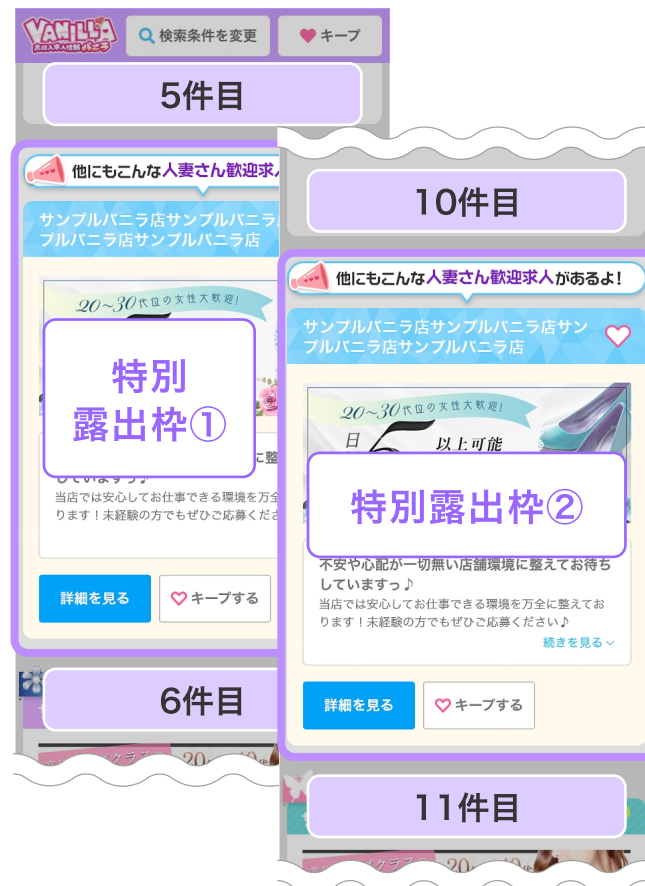 VANILLA
高収入求人情報 バニラ
検索条件を変更
キープ
5件目
他にもこんな人妻さん歓迎求人
サンプルバニラ店サンプルバニラ
プルバニラ店サンプルバニラ店
20~30代位の女性大歓迎!
特別
露出枠①
に整
していますっ♪
当店では安心してお仕事できる環境を万全
ります！未経験の方でもぜひご応募くださ
詳細を見る
キープする
6件目
20
10件目
他にもこんな人妻さん歓迎求人があるよ!
サンプルバニラ店サンプルバニラ店サン
プルバニラ店サンプルバニラ店
20~30代位の女性大歓迎!
日
5
以上可能
特別露出枠②
不安や心配が一切無い店舗環境に整えてお待ち
していますっ♪
当店では安心してお仕事できる環境を万全に整えてお
ります！未経験の方でもぜひご応募ください♪
続きを見る
詳細を見る
キープする
11件目